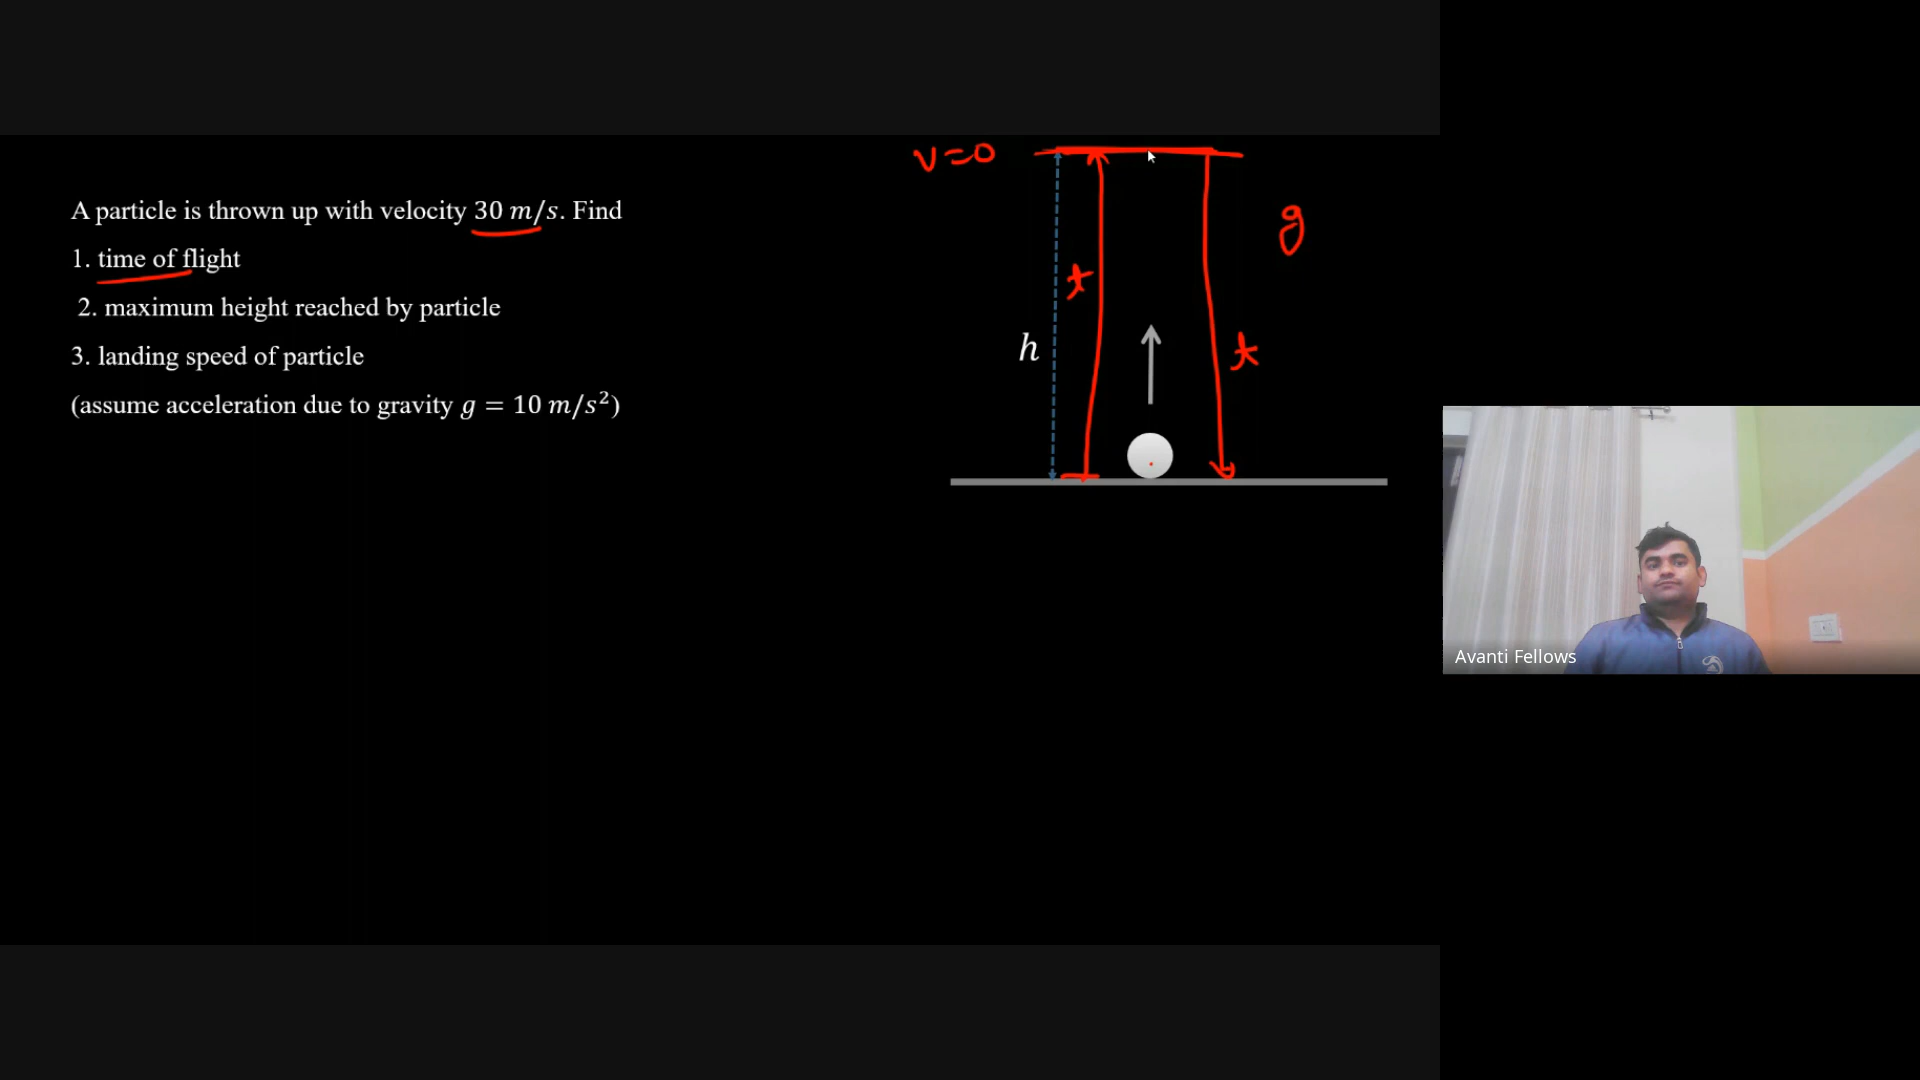 A particle is thrown up with velocity 30 m/s. Find
1. time of flight
2. maximum height reached by particle
3. landing speed of particle
(assume acceleration due to gravity g = 10 m/s²)
v=0
g
t
h
t
Avanti Fellows